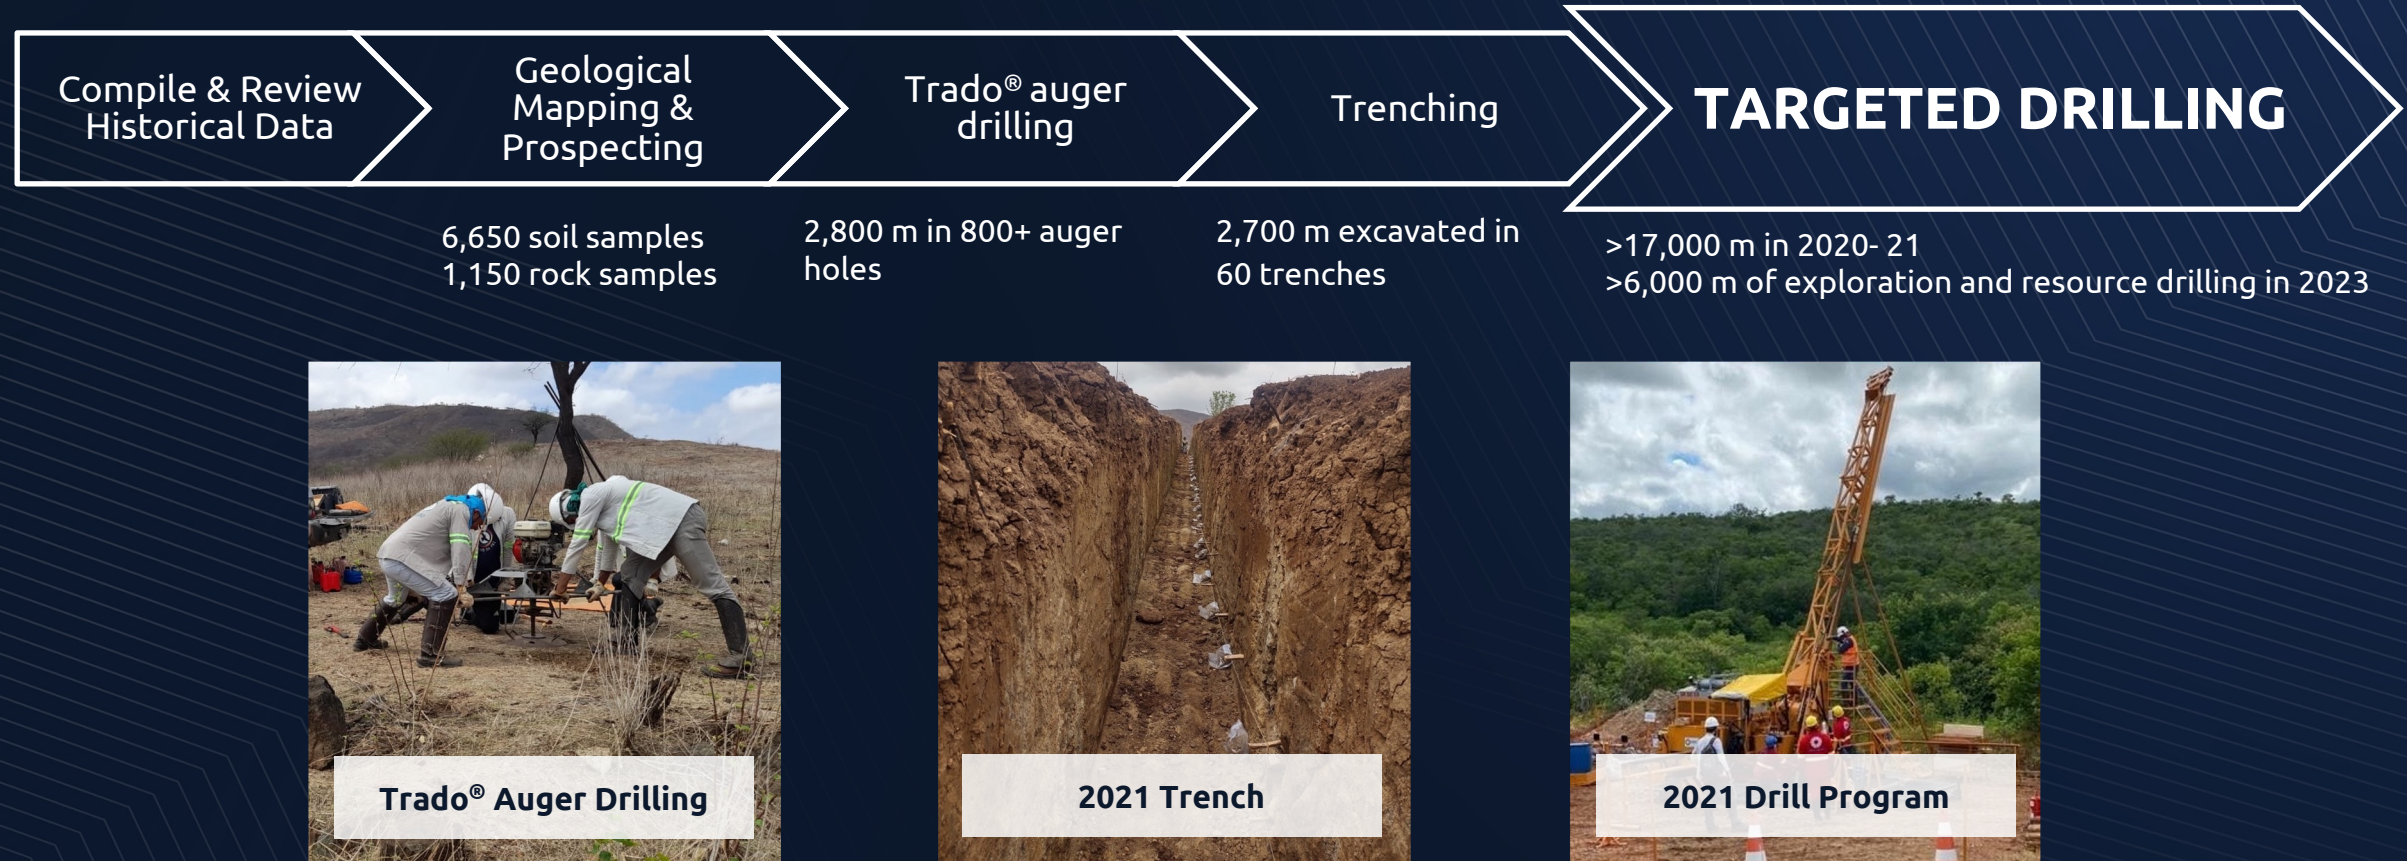 Compile & Review
Historical Data
Geological
Mapping &
Prospecting
Trado® auger
drilling
Trenching
TARGETED DRILLING
6,650 soil samples
1,150 rock samples
2,800 m in 800+ auger
holes
2,700 m excavated in
60 trenches
>17,000 m in 2020- 21
>6,000 m of exploration and resource drilling in 2023
Trado® Auger Drilling
2021 Trench
2021 Drill Program